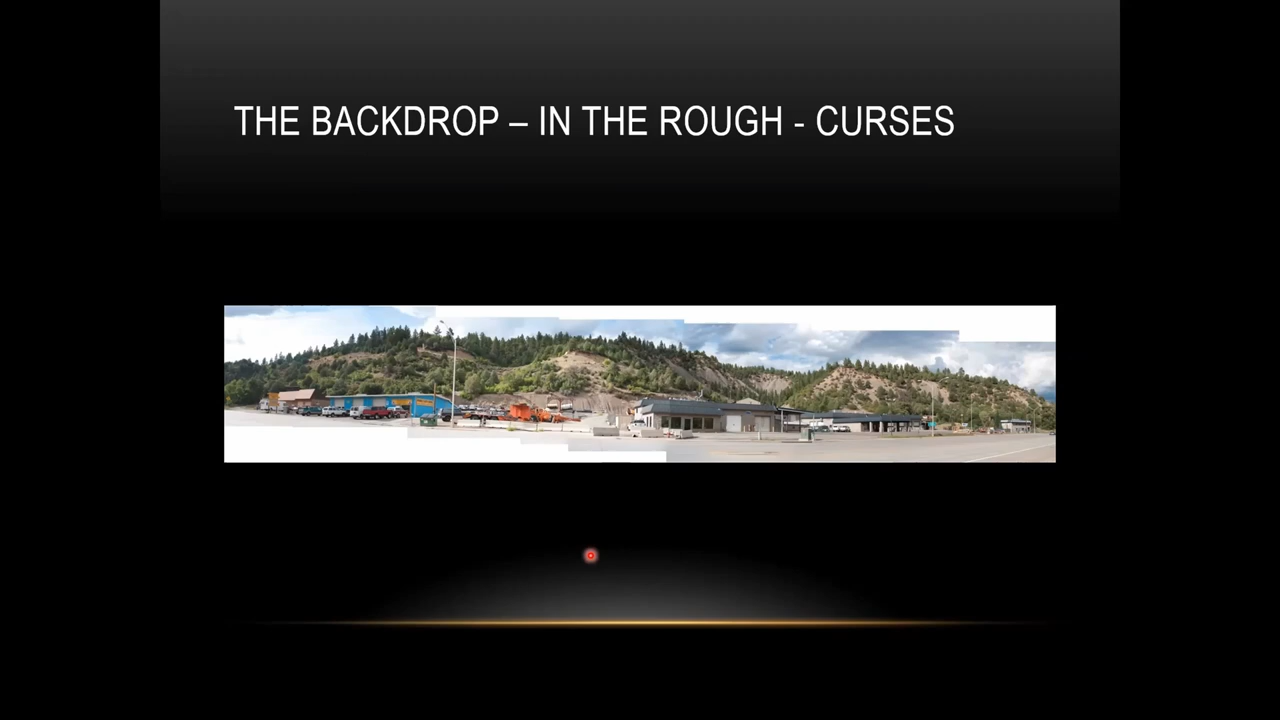 THE BACKDROP – IN THE ROUGH - CURSES